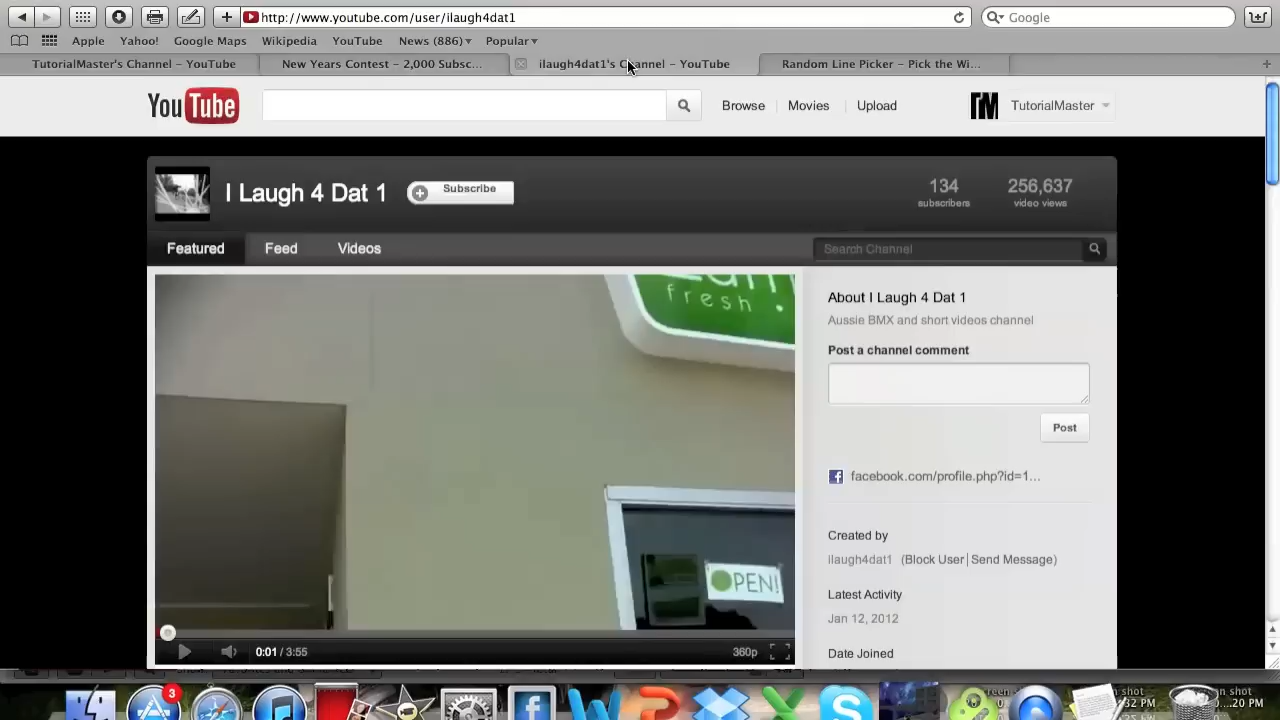 http://www.youtube.com/user/ilaugh4dat1
Google
Apple Yahoo! Google Maps Wikipedia YouTube News (886) Popular
TutorialMaster's Channel – YouTube
New Years Contest – 2,000 Subsc...
ilaugh4dat1's Channel – YouTube
Random Line Picker – Pick the Wi...
YouTube
Browse Movies Upload
TM TutorialMaster
I Laugh 4 Dat 1
Subscribe
134
subscribers
256,637
video views
Featured Feed Videos
Search Channel
fresh
OPEN!
0:01 / 3:55
360p
About I Laugh 4 Dat 1
Aussie BMX and short videos channel
Post a channel comment
Post
facebook.com/profile.php?id=1...
Created by
ilaugh4dat1 (Block User | Send Message)
Latest Activity
Jan 12, 2012
Date Joined
3